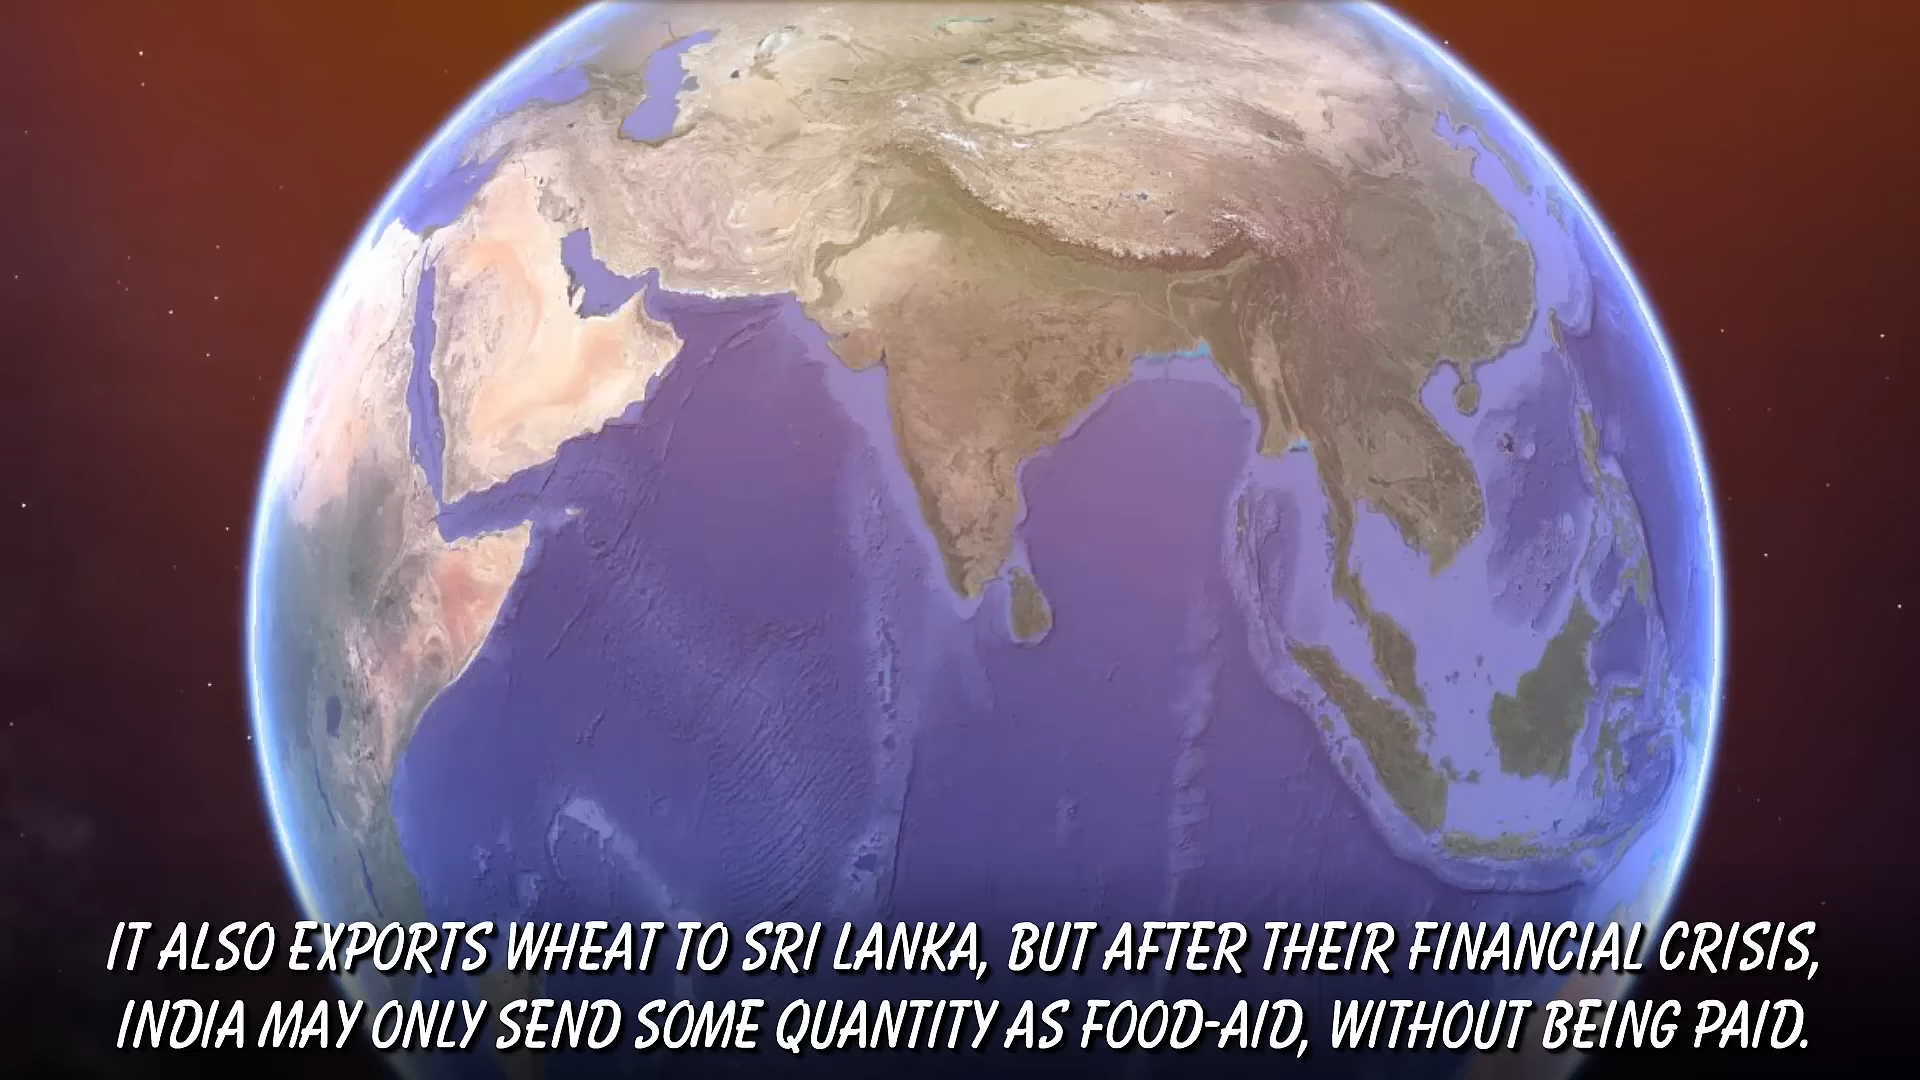 IT ALSO EXPORTS WHEAT TO SRI LANKA, BUT AFTER THEIR FINANCIAL CRISIS,
INDIA MAY ONLY SEND SOME QUANTITY AS FOOD-AID, WITHOUT BEING PAID.